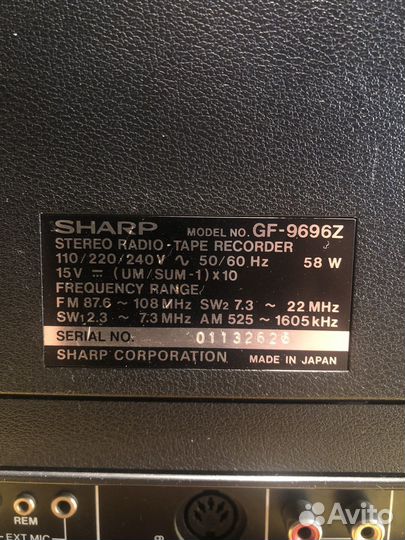 SHARP MODEL NO. GF-9696Z
STEREO RADIO-TAPE RECORDER
110/220/240V ∿ 50/60 Hz 58 W
15V ⎓ (UM/SUM-1)×10
FREQUENCY RANGE/
FM 87.6 ~ 108 MHz SW2 7.3 ~ 22 MHz
SW1 2.3 ~ 7.3 MHz AM 525 ~ 1605 kHz
SERIAL NO. 01132626
SHARP CORPORATION MADE IN JAPAN
REM
EXT MIC
Avito